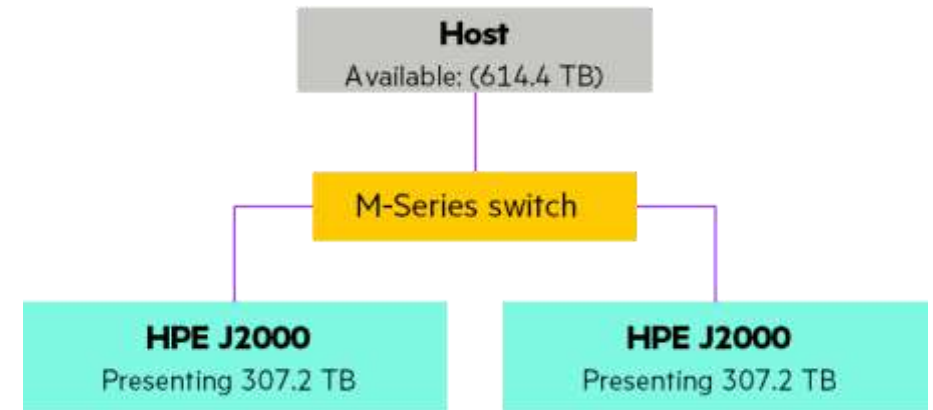 Host
Available: (614.4 TB)
M-Series switch
HPE J2000
Presenting 307.2 TB
HPE J2000
Presenting 307.2 TB